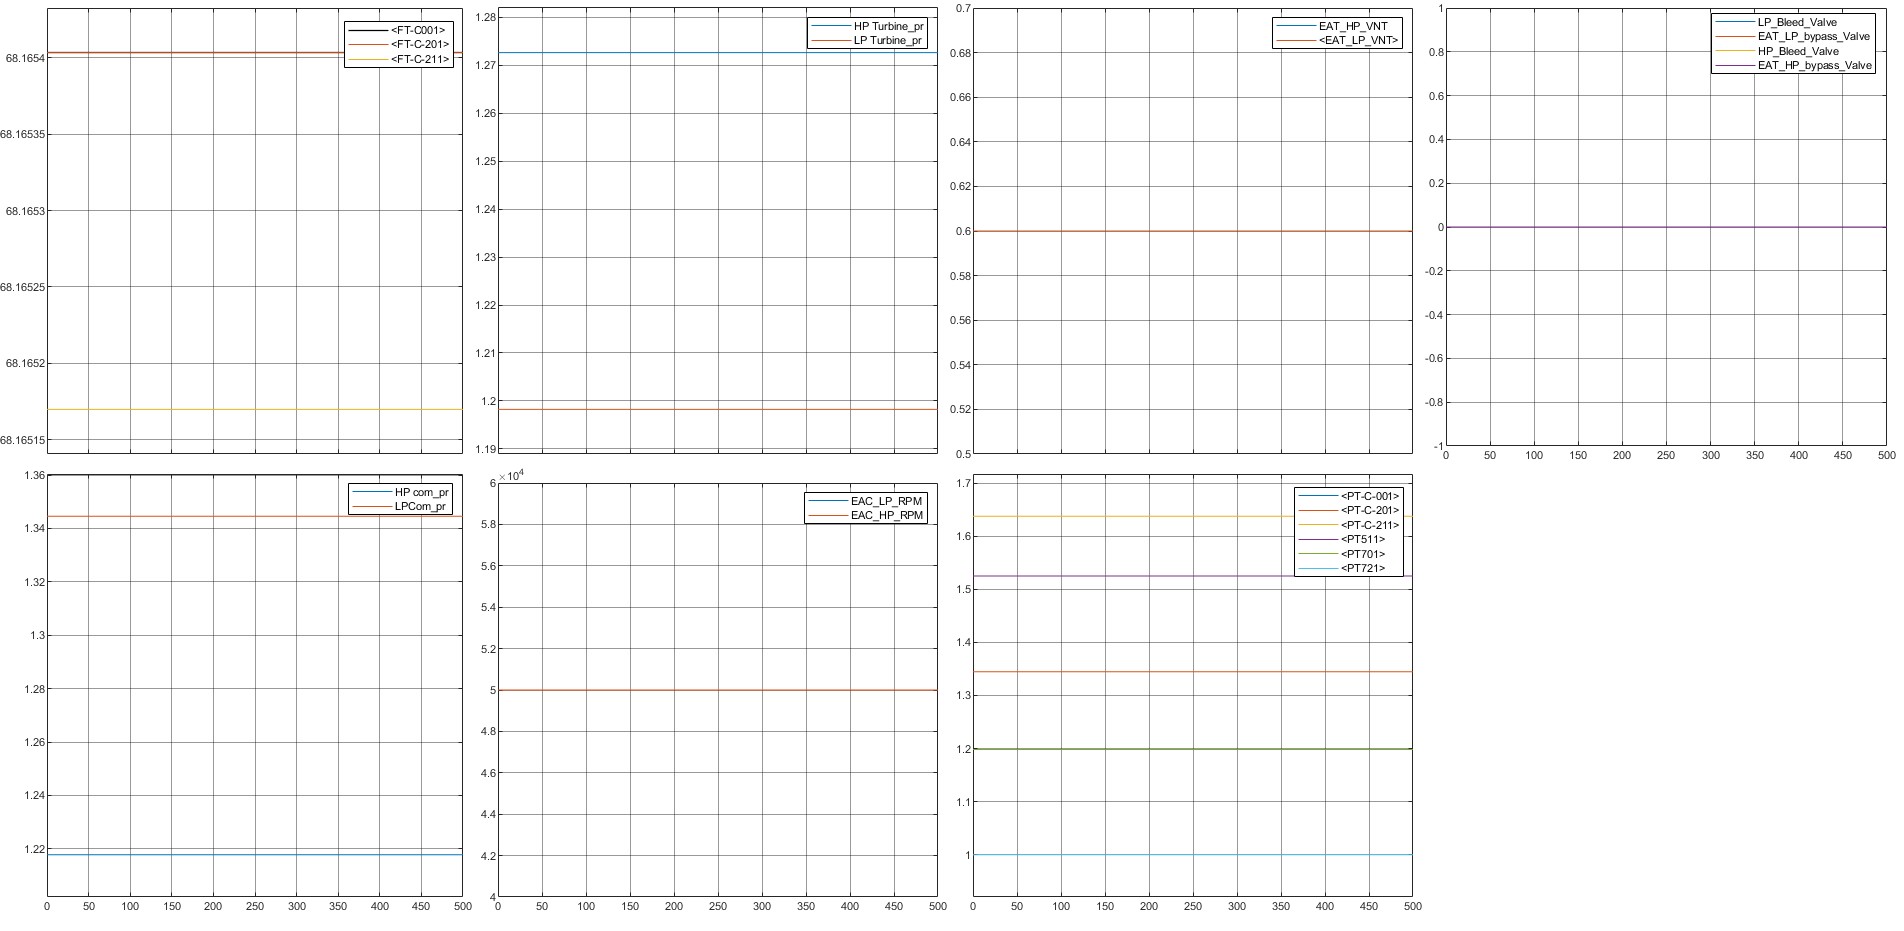 68.1654
68.16535
68.1653
68.16525
68.1652
68.16515
<FT-C001>
<FT-C-201>
<FT-C-211>
1.28
1.27
1.26
1.25
1.24
1.23
1.22
1.21
1.2
1.19
HP Turbine_pr
LP Turbine_pr
0.7
0.68
0.66
0.64
0.62
0.6
0.58
0.56
0.54
0.52
0.5
EAT_HP_VNT
<EAT_LP_VNT>
1
0.8
0.6
0.4
0.2
0
-0.2
-0.4
-0.6
-0.8
-1
LP_Bleed_Valve
EAT_LP_bypass_Valve
HP_Bleed_Valve
EAT_HP_bypass_Valve
0 50 100 150 200 250 300 350 400 450 500
1.36
1.34
1.32
1.3
1.28
1.26
1.24
1.22
HP com_pr
LPCom_pr
0 50 100 150 200 250 300 350 400 450 500
×10⁴
6
5.8
5.6
5.4
5.2
5
4.8
4.6
4.4
4.2
4
EAC_LP_RPM
EAC_HP_RPM
0 50 100 150 200 250 300 350 400 450 500
1.7
1.6
1.5
1.4
1.3
1.2
1.1
1
<PT-C-001>
<PT-C-201>
<PT-C-211>
<PT511>
<PT701>
<PT721>
0 50 100 150 200 250 300 350 400 450 500